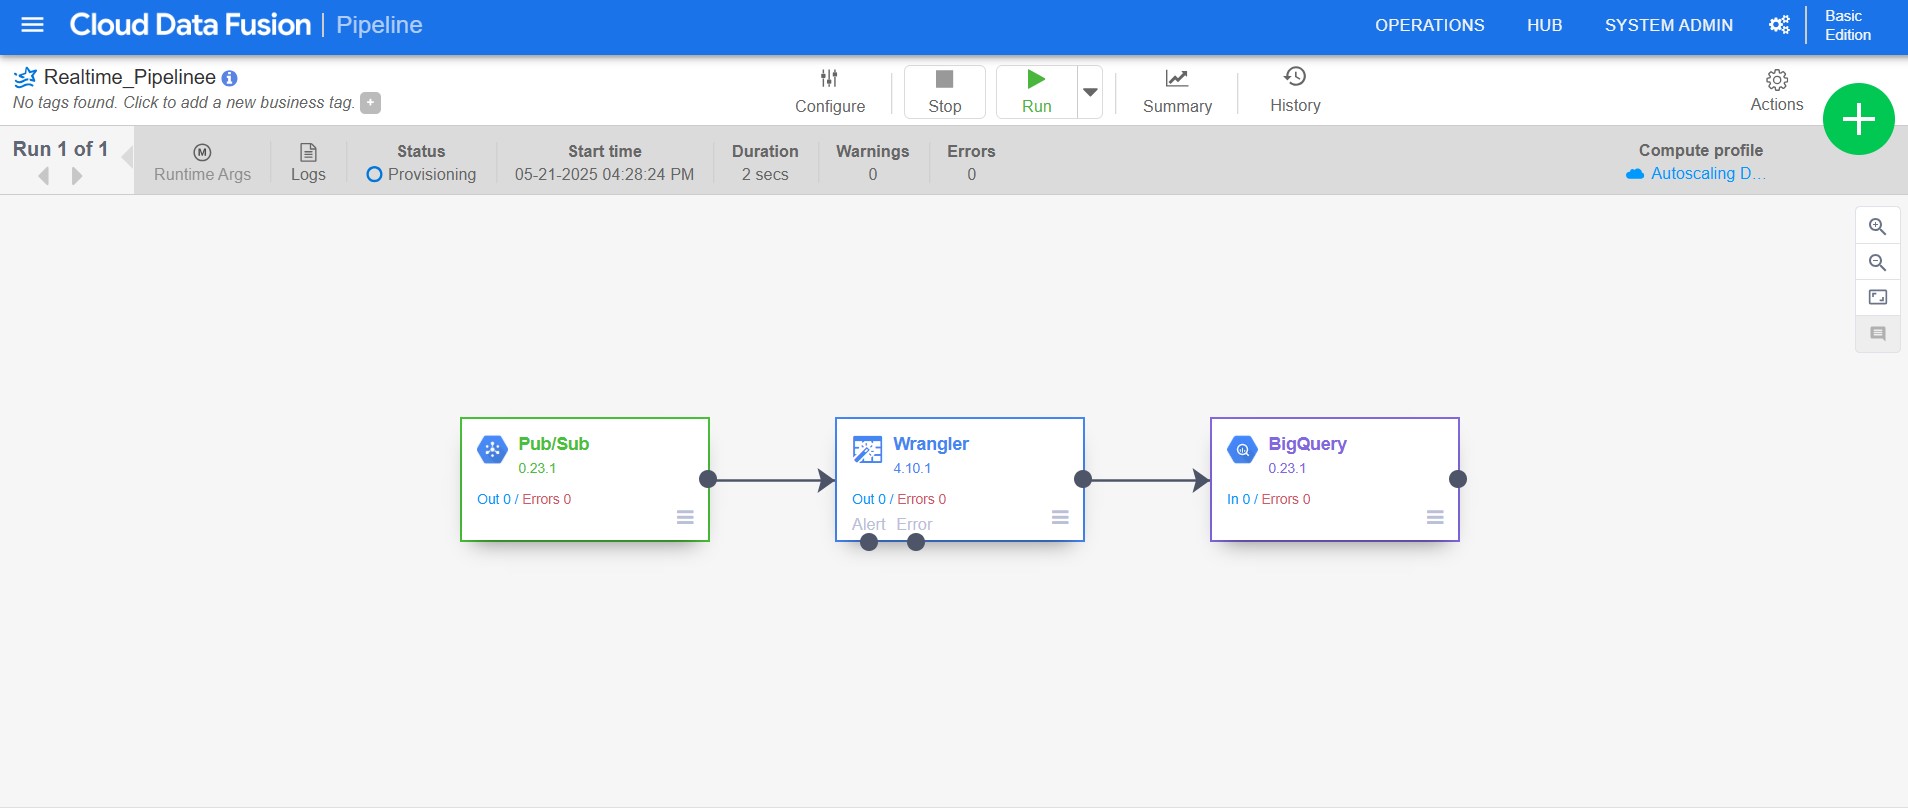 Cloud Data Fusion | Pipeline
OPERATIONS
HUB
SYSTEM ADMIN
Basic
Edition
Realtime_Pipelinee
No tags found. Click to add a new business tag.
Configure
Stop
Run
Summary
History
Actions
Run 1 of 1
Runtime Args
Logs
Status
Provisioning
Start time
05-21-2025 04:28:24 PM
Duration
2 secs
Warnings
0
Errors
0
Compute profile
Autoscaling D…
Pub/Sub
0.23.1
Out 0 / Errors 0
Wrangler
4.10.1
Out 0 / Errors 0
Alert Error
BigQuery
0.23.1
In 0 / Errors 0